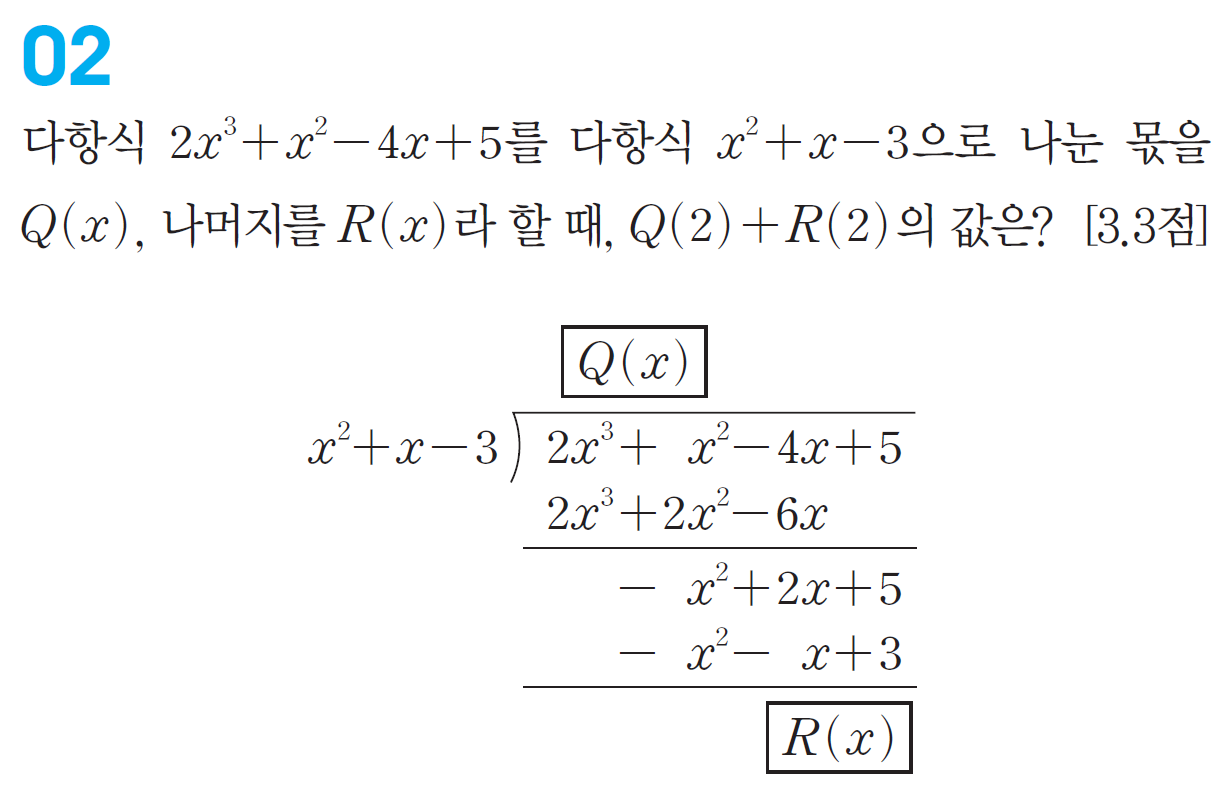 02
다항식 2x³+x²-4x+5를 다항식 x²+x-3으로 나눈 몫을
Q(x), 나머지를 R(x)라 할 때, Q(2)+R(2)의 값은? [3.3점]
Q(x)
x²+x-3 ) 2x³+ x²-4x+5
2x³+2x²-6x
- x²+2x+5
- x²- x+3
R(x)